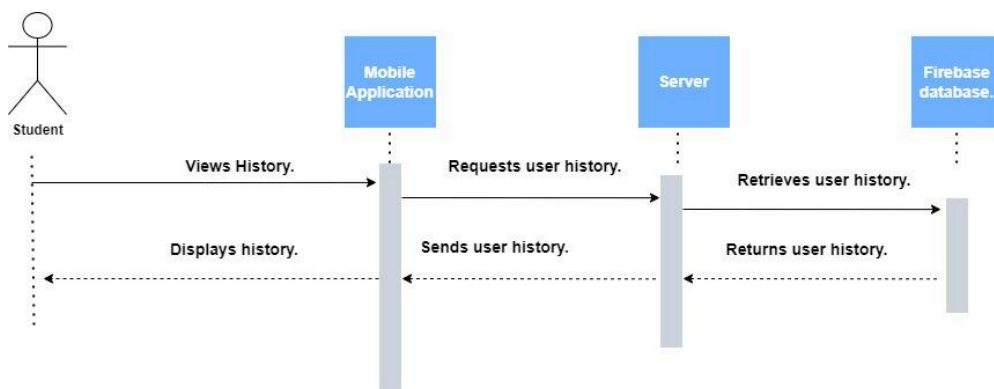 Mobile
Application
Server
Firebase
database.
Student
Views History.
Requests user history.
Retrieves user history.
Displays history.
Sends user history.
Returns user history.